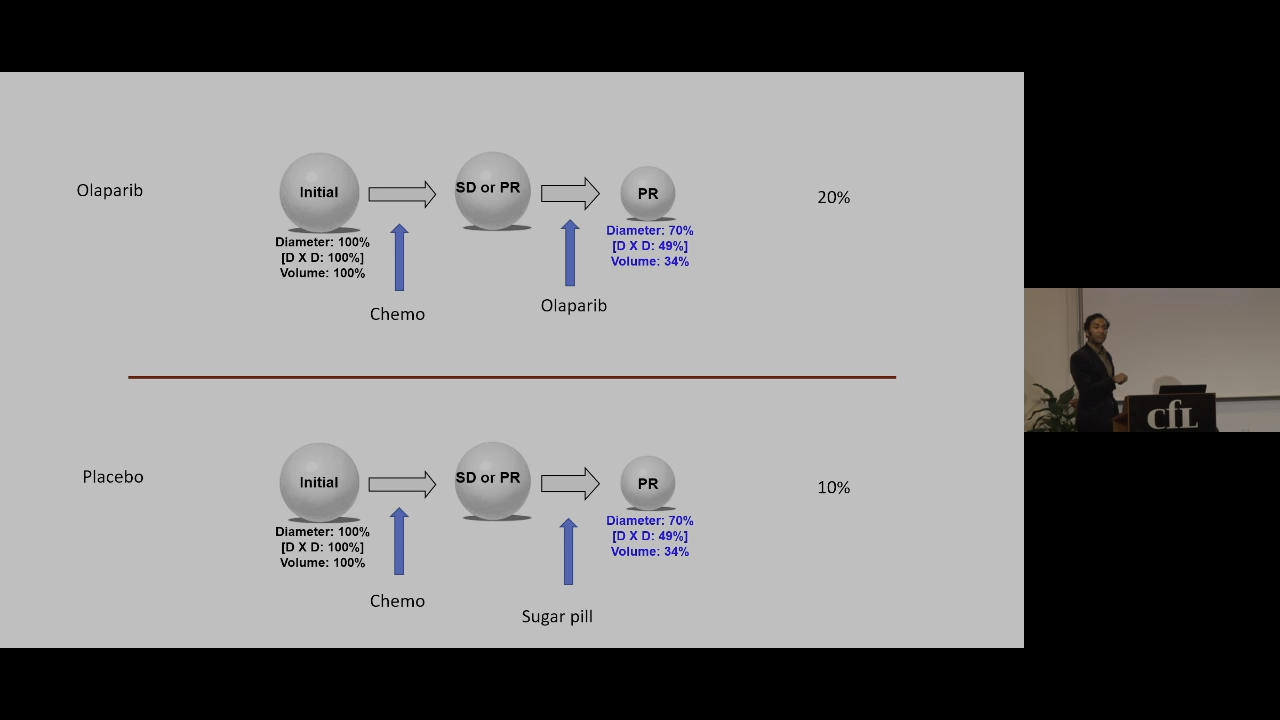 Olaparib
Initial
SD or PR
PR
20%
Diameter: 100%
[D X D: 100%]
Volume: 100%
Diameter: 70%
[D X D: 49%]
Volume: 34%
Chemo
Olaparib
Placebo
Initial
SD or PR
PR
10%
Diameter: 100%
[D X D: 100%]
Volume: 100%
Diameter: 70%
[D X D: 49%]
Volume: 34%
Chemo
Sugar pill
cfL